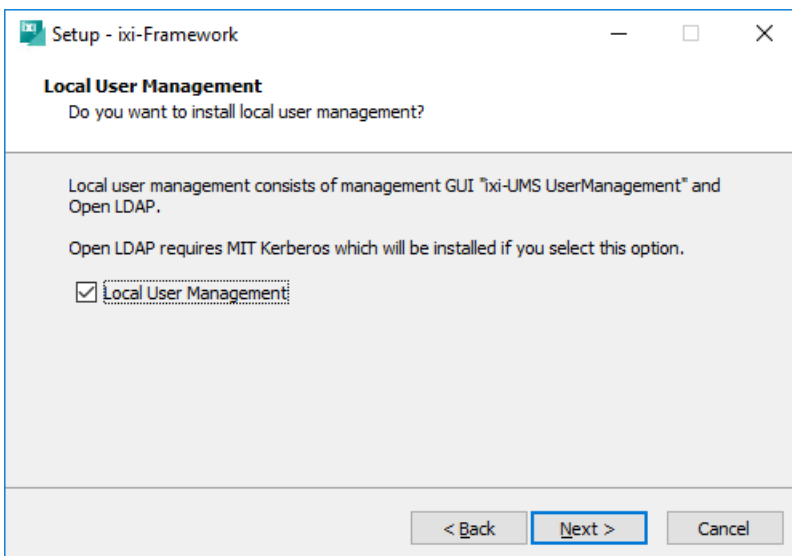 ixi
Setup - ixi-Framework
Local User Management
Do you want to install local user management?
Local user management consists of management GUI "ixi-UMS UserManagement" and
Open LDAP.
Open LDAP requires MIT Kerberos which will be installed if you select this option.
Local User Management
< Back
Next >
Cancel